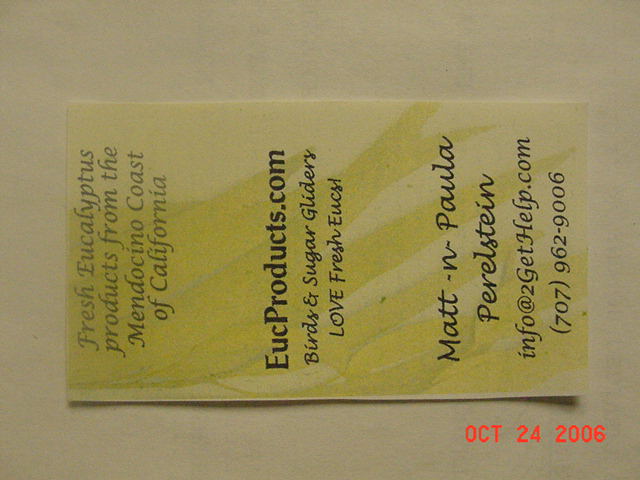 Fresh Eucalyptus
products from the
Mendocino Coast
of California
EucProducts.com
Birds & Sugar Gliders
LOVE Fresh Eucs!
Matt -n- Paula
Perelstein
info@2GetHelp.com
(707) 962-9006
OCT 24 2006